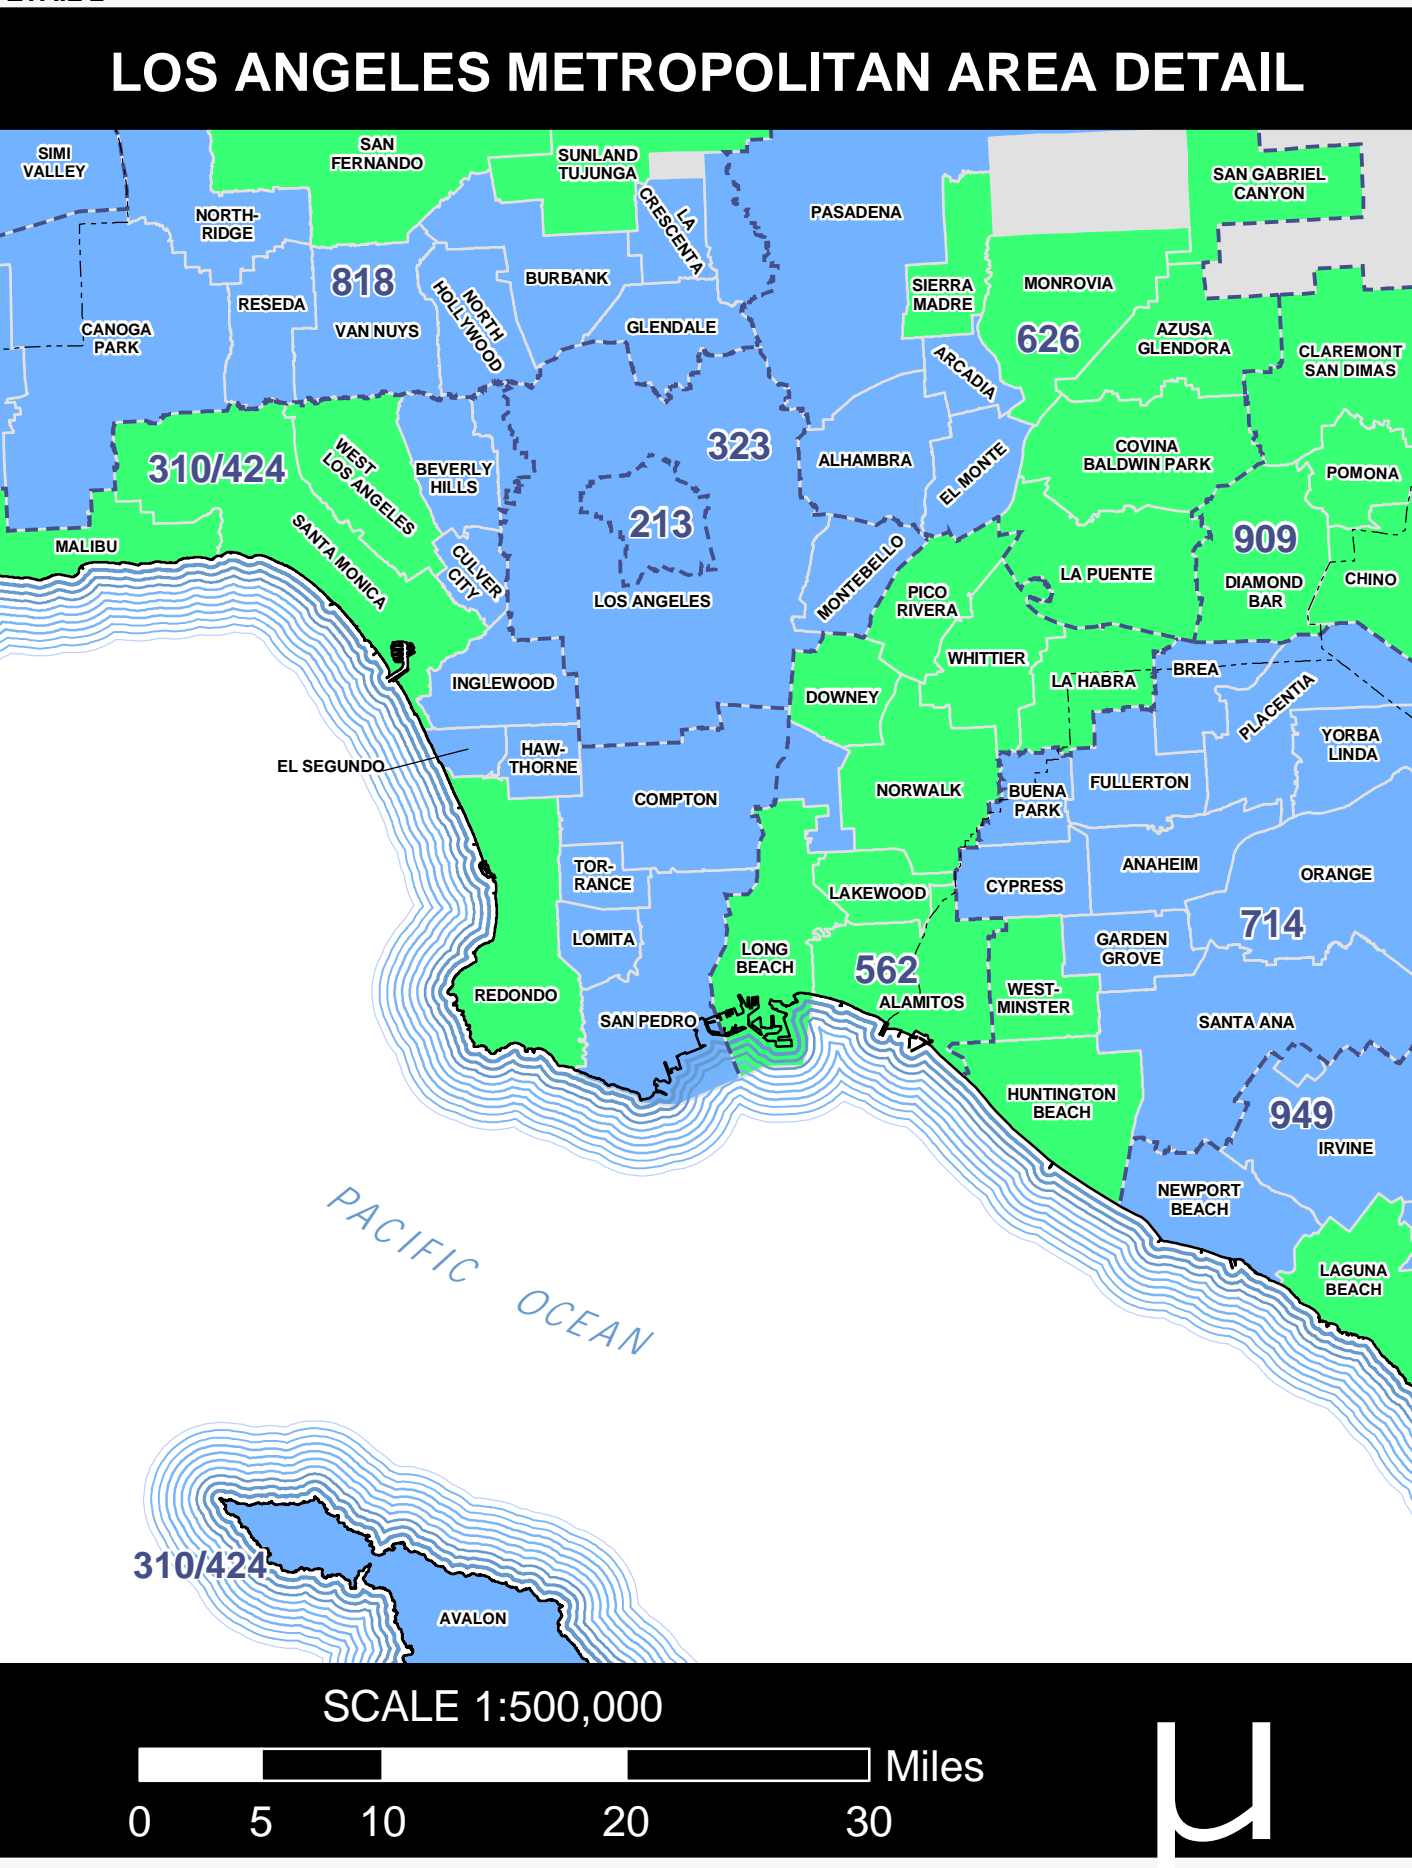 LOS ANGELES METROPOLITAN AREA DETAIL
SIMI
VALLEY
SAN
FERNANDO
SUNLAND
TUJUNGA
SAN GABRIEL
CANYON
NORTH-
RIDGE
LA
CRESCENTA
PASADENA
818
BURBANK
SIERRA
MADRE
MONROVIA
RESEDA
VAN NUYS
NORTH
HOLLYWOOD
GLENDALE
626
AZUSA
GLENDORA
CANOGA
PARK
ARCADIA
CLAREMONT
SAN DIMAS
310/424
WEST
LOS ANGELES
BEVERLY
HILLS
323
ALHAMBRA
EL MONTE
COVINA
BALDWIN PARK
POMONA
213
909
MALIBU
SANTA MONICA
CULVER
CITY
LOS ANGELES
MONTEBELLO
PICO
RIVERA
LA PUENTE
DIAMOND
BAR
CHINO
WHITTIER
INGLEWOOD
DOWNEY
LA HABRA
BREA
PLACENTIA
EL SEGUNDO
HAW-
THORNE
YORBA
LINDA
COMPTON
NORWALK
BUENA
PARK
FULLERTON
TOR-
RANCE
LAKEWOOD
CYPRESS
ANAHEIM
ORANGE
LOMITA
LONG
BEACH
562
GARDEN
GROVE
714
REDONDO
SAN PEDRO
ALAMITOS
WEST-
MINSTER
SANTA ANA
HUNTINGTON
BEACH
949
IRVINE
NEWPORT
BEACH
LAGUNA
BEACH
PACIFIC OCEAN
310/424
AVALON
SCALE 1:500,000
Miles
0 5 10 20 30
μ